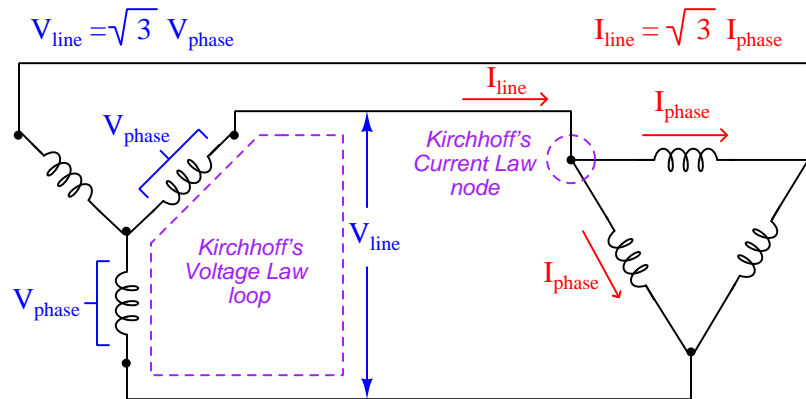 V_line = √3 V_phase
I_line = √3 I_phase
I_line
V_phase
I_phase
Kirchhoff's
Current Law
node
V_line
Kirchhoff's
Voltage Law
loop
I_phase
V_phase